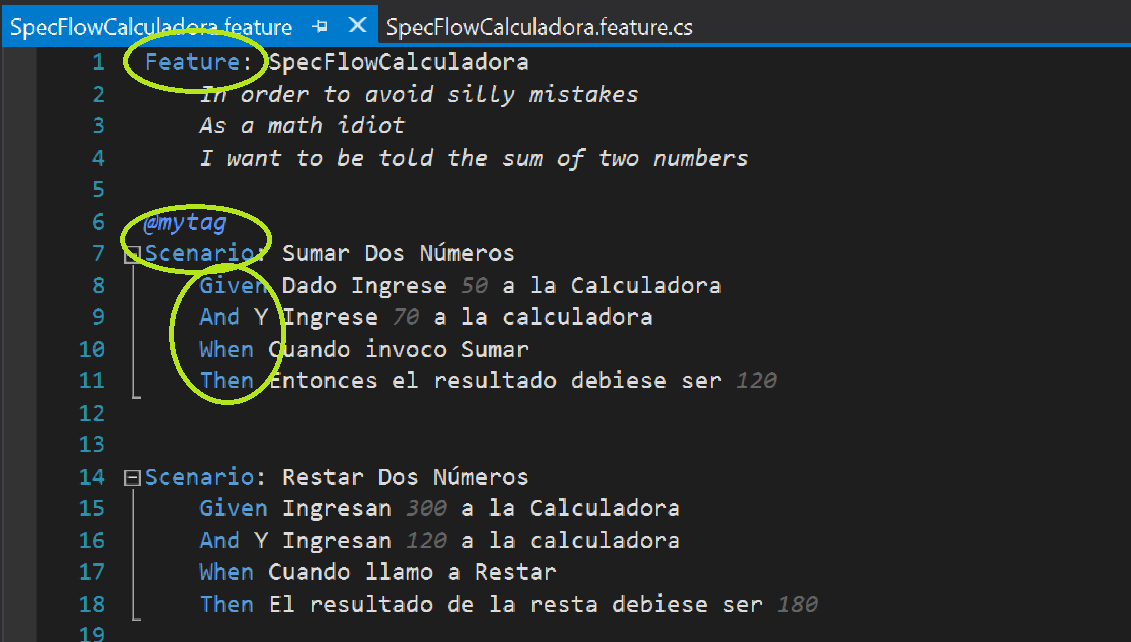 SpecFlowCalculadora.feature SpecFlowCalculadora.feature.cs
1 Feature: SpecFlowCalculadora
2 In order to avoid silly mistakes
3 As a math idiot
4 I want to be told the sum of two numbers
5
6 @mytag
7 Scenario: Sumar Dos Números
8 Given Dado Ingrese 50 a la Calculadora
9 And Y Ingrese 70 a la calculadora
10 When Cuando invoco Sumar
11 Then Entonces el resultado debiese ser 120
12
13
14 Scenario: Restar Dos Números
15 Given Ingresan 300 a la Calculadora
16 And Y Ingresan 120 a la calculadora
17 When Cuando llamo a Restar
18 Then El resultado de la resta debiese ser 180
19